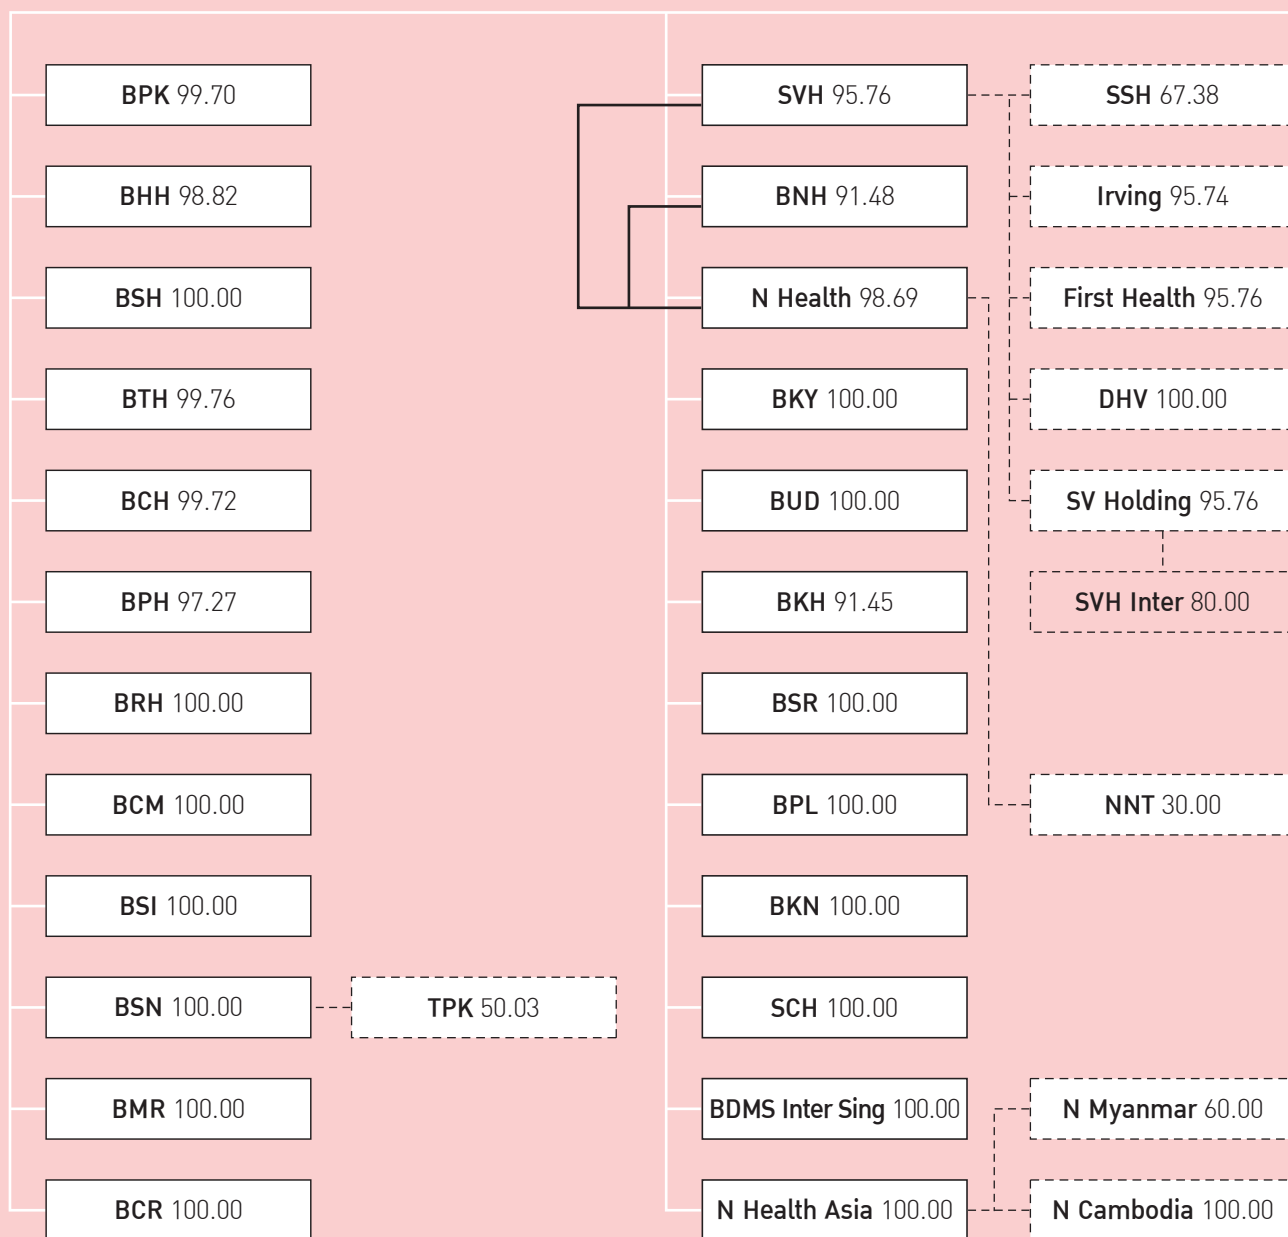 BPK 99.70
BHH 98.82
BSH 100.00
BTH 99.76
BCH 99.72
BPH 97.27
BRH 100.00
BCM 100.00
BSI 100.00
BSN 100.00
TPK 50.03
BMR 100.00
BCR 100.00
SVH 95.76
BNH 91.48
N Health 98.69
BKY 100.00
BUD 100.00
BKH 91.45
BSR 100.00
BPL 100.00
BKN 100.00
SCH 100.00
BDMS Inter Sing 100.00
N Health Asia 100.00
SSH 67.38
Irving 95.74
First Health 95.76
DHV 100.00
SV Holding 95.76
SVH Inter 80.00
NNT 30.00
N Myanmar 60.00
N Cambodia 100.00